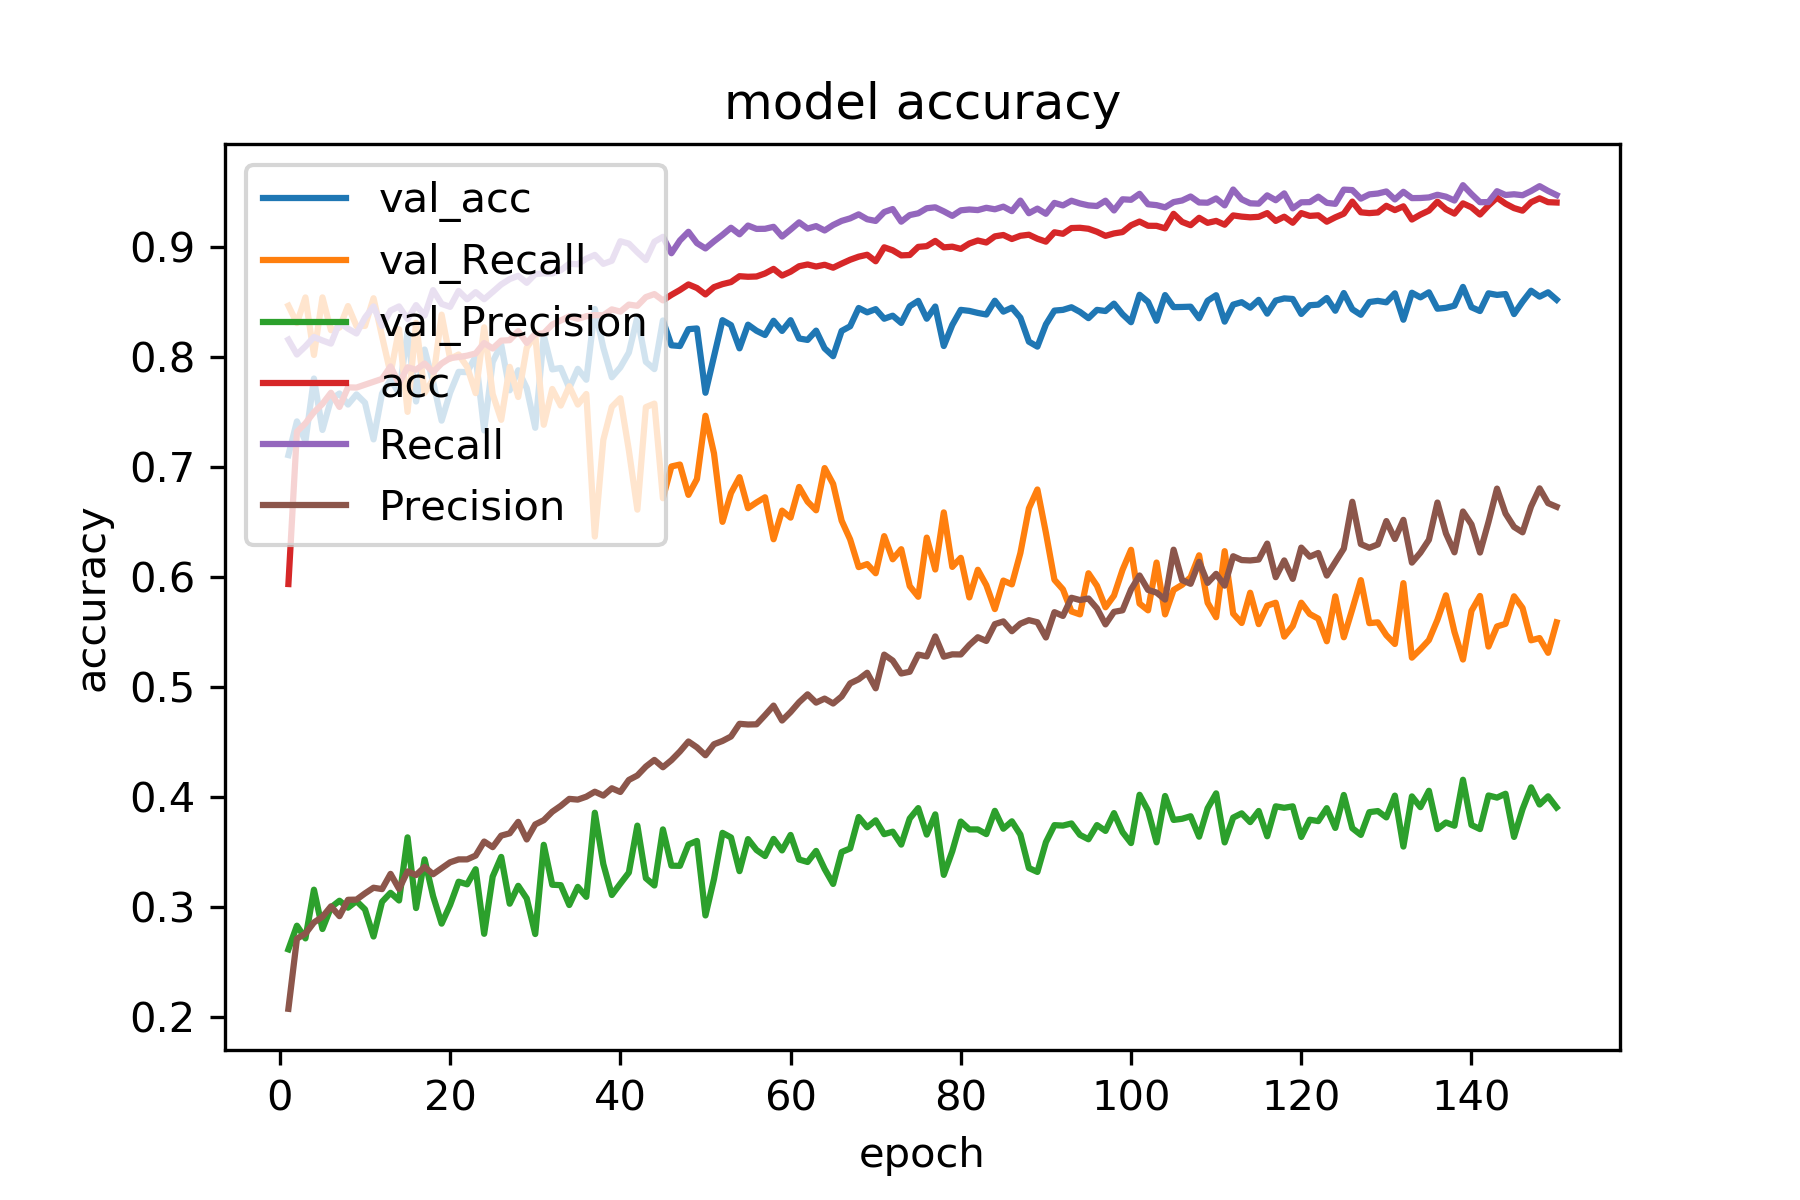 model accuracy
val_acc
val_Recall
val_Precision
acc
Recall
Precision
accuracy
0.9
0.8
0.7
0.6
0.5
0.4
0.3
0.2
0 20 40 60 80 100 120 140
epoch